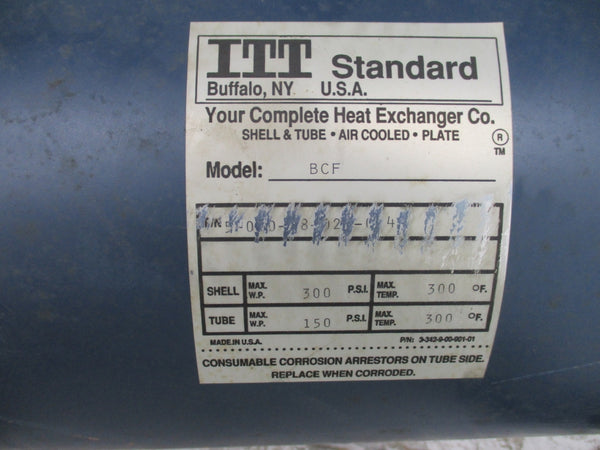 ITT Standard
Buffalo, NY U.S.A.
Your Complete Heat Exchanger Co.
SHELL & TUBE · AIR COOLED · PLATE ®
TM
Model: BCF
SHELL MAX. W.P. 300 P.S.I. MAX. TEMP. 300 °F.
TUBE MAX. W.P. 150 P.S.I. MAX. TEMP. 300 °F.
MADE IN U.S.A. P/N: 3-343-9-00-901-01
CONSUMABLE CORROSION ARRESTORS ON TUBE SIDE.
REPLACE WHEN CORRODED.